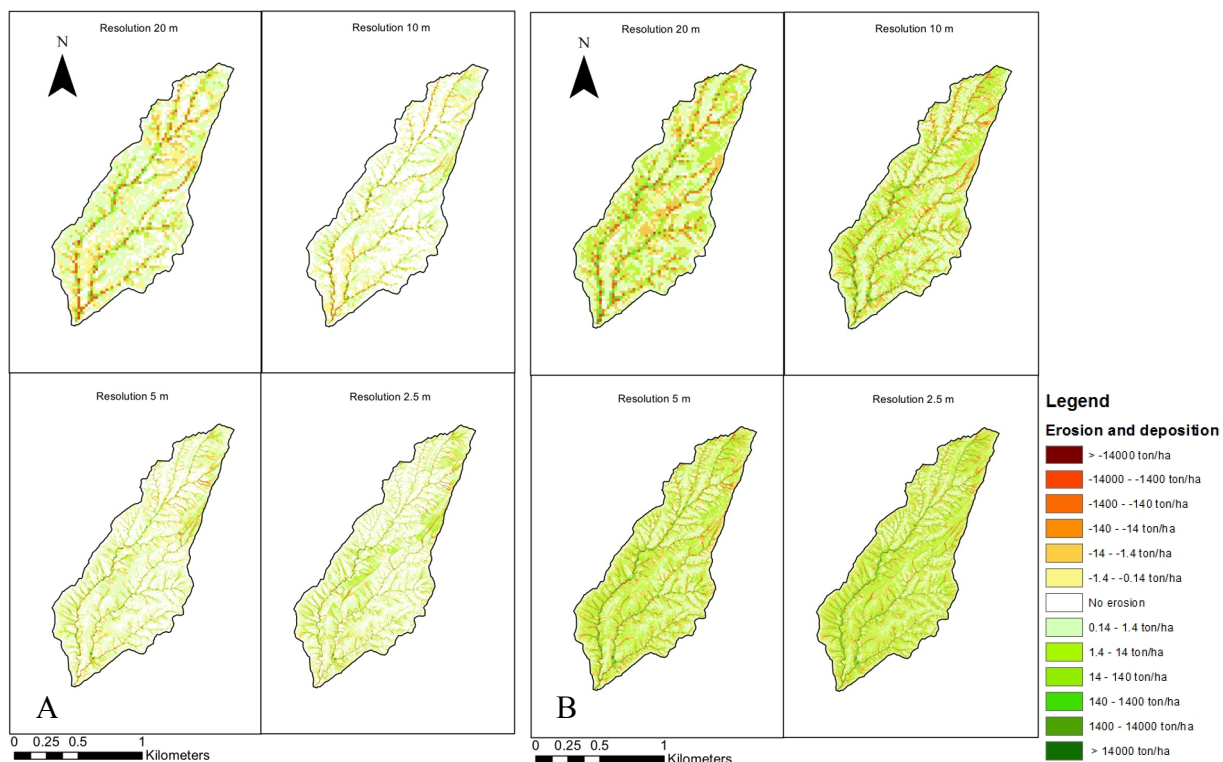 Resolution 20 m
Resolution 10 m
N
Resolution 5 m
Resolution 2.5 m
A
0 0.25 0.5 1
Kilometers
Resolution 20 m
Resolution 10 m
N
Resolution 5 m
Resolution 2.5 m
B
0 0.25 0.5 1
Kilometers
Legend
Erosion and deposition
> -14000 ton/ha
-14000 - -1400 ton/ha
-1400 - -140 ton/ha
-140 - -14 ton/ha
-14 - -1.4 ton/ha
-1.4 - -0.14 ton/ha
No erosion
0.14 - 1.4 ton/ha
1.4 - 14 ton/ha
14 - 140 ton/ha
140 - 1400 ton/ha
1400 - 14000 ton/ha
> 14000 ton/ha